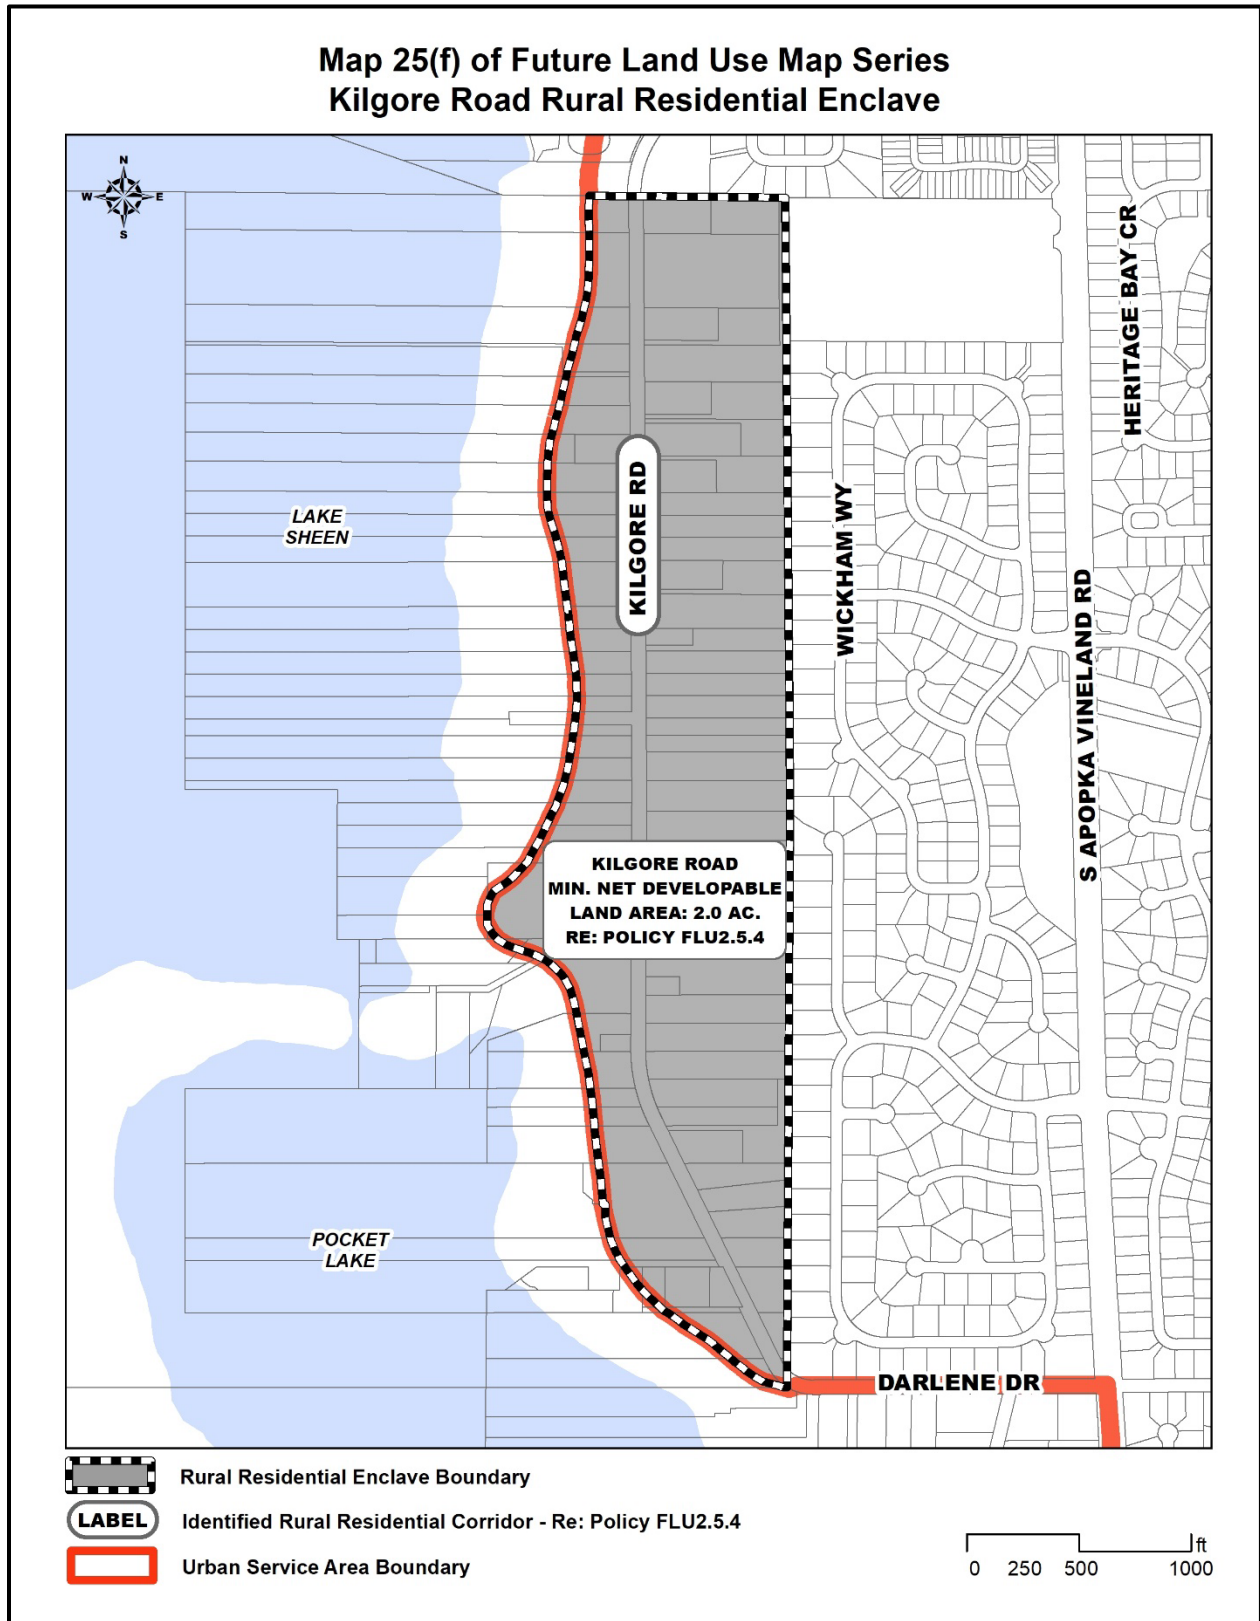 Map 25(f) of Future Land Use Map Series
Kilgore Road Rural Residential Enclave
N
W
E
S
HERITAGE BAY CR
KILGORE RD
LAKE
SHEEN
WICKHAM WY
S APOPKA VINELAND RD
KILGORE ROAD
MIN. NET DEVELOPABLE
LAND AREA: 2.0 AC.
RE: POLICY FLU2.5.4
POCKET
LAKE
DARLENE DR
Rural Residential Enclave Boundary
LABEL
Identified Rural Residential Corridor - Re: Policy FLU2.5.4
Urban Service Area Boundary
ft
0 250 500 1000